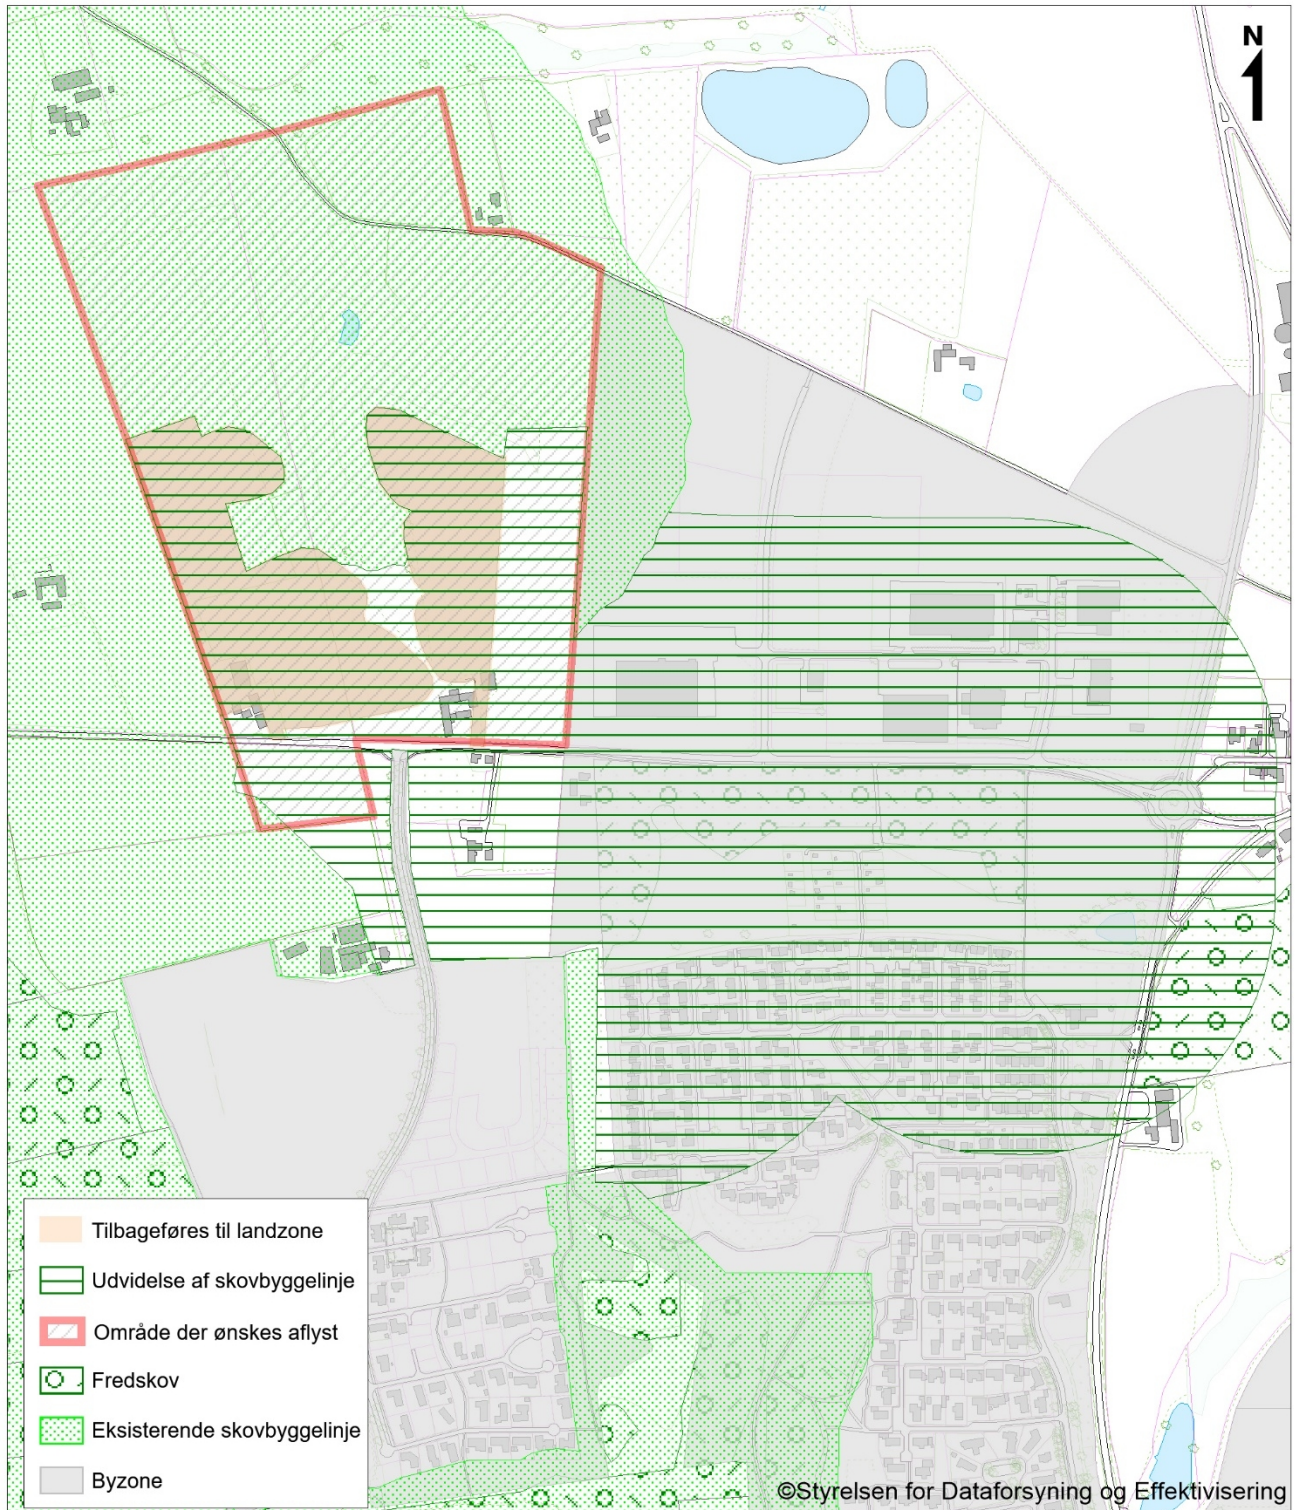 N
Tilbageføres til landzone
Udvidelse af skovbyggelinje
Område der ønskes aflyst
Fredskov
Eksisterende skovbyggelinje
Byzone
©Styrelsen for Dataforsyning og Effektivisering